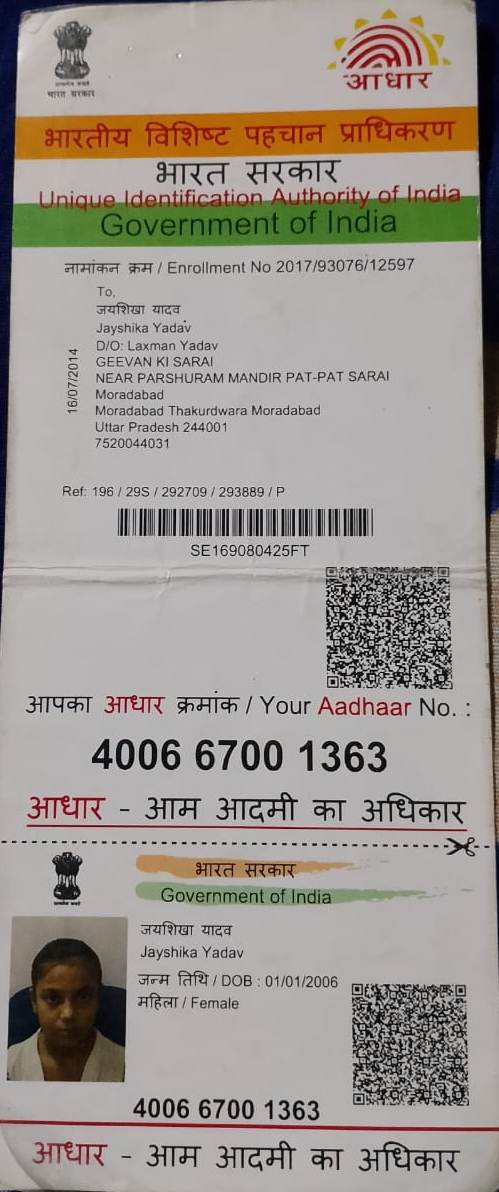 भारत सरकार
आधार
भारतीय विशिष्ट पहचान प्राधिकरण
भारत सरकार
Unique Identification Authority of India
Government of India
नामांकन क्रम / Enrollment No 2017/93076/12597
To,
जयशिखा यादव
Jayshika Yadav
D/O: Laxman Yadav
GEEVAN KI SARAI
NEAR PARSHURAM MANDIR PAT-PAT SARAI
Moradabad
Moradabad Thakurdwara Moradabad
Uttar Pradesh 244001
7520044031
16/07/2014
Ref: 196 / 29S / 292709 / 293889 / P
SE169080425FT
आपका आधार क्रमांक / Your Aadhaar No. :
4006 6700 1363
आधार - आम आदमी का अधिकार
भारत सरकार
Government of India
जयशिखा यादव
Jayshika Yadav
जन्म तिथि / DOB : 01/01/2006
महिला / Female
4006 6700 1363
आधार - आम आदमी का अधिकार